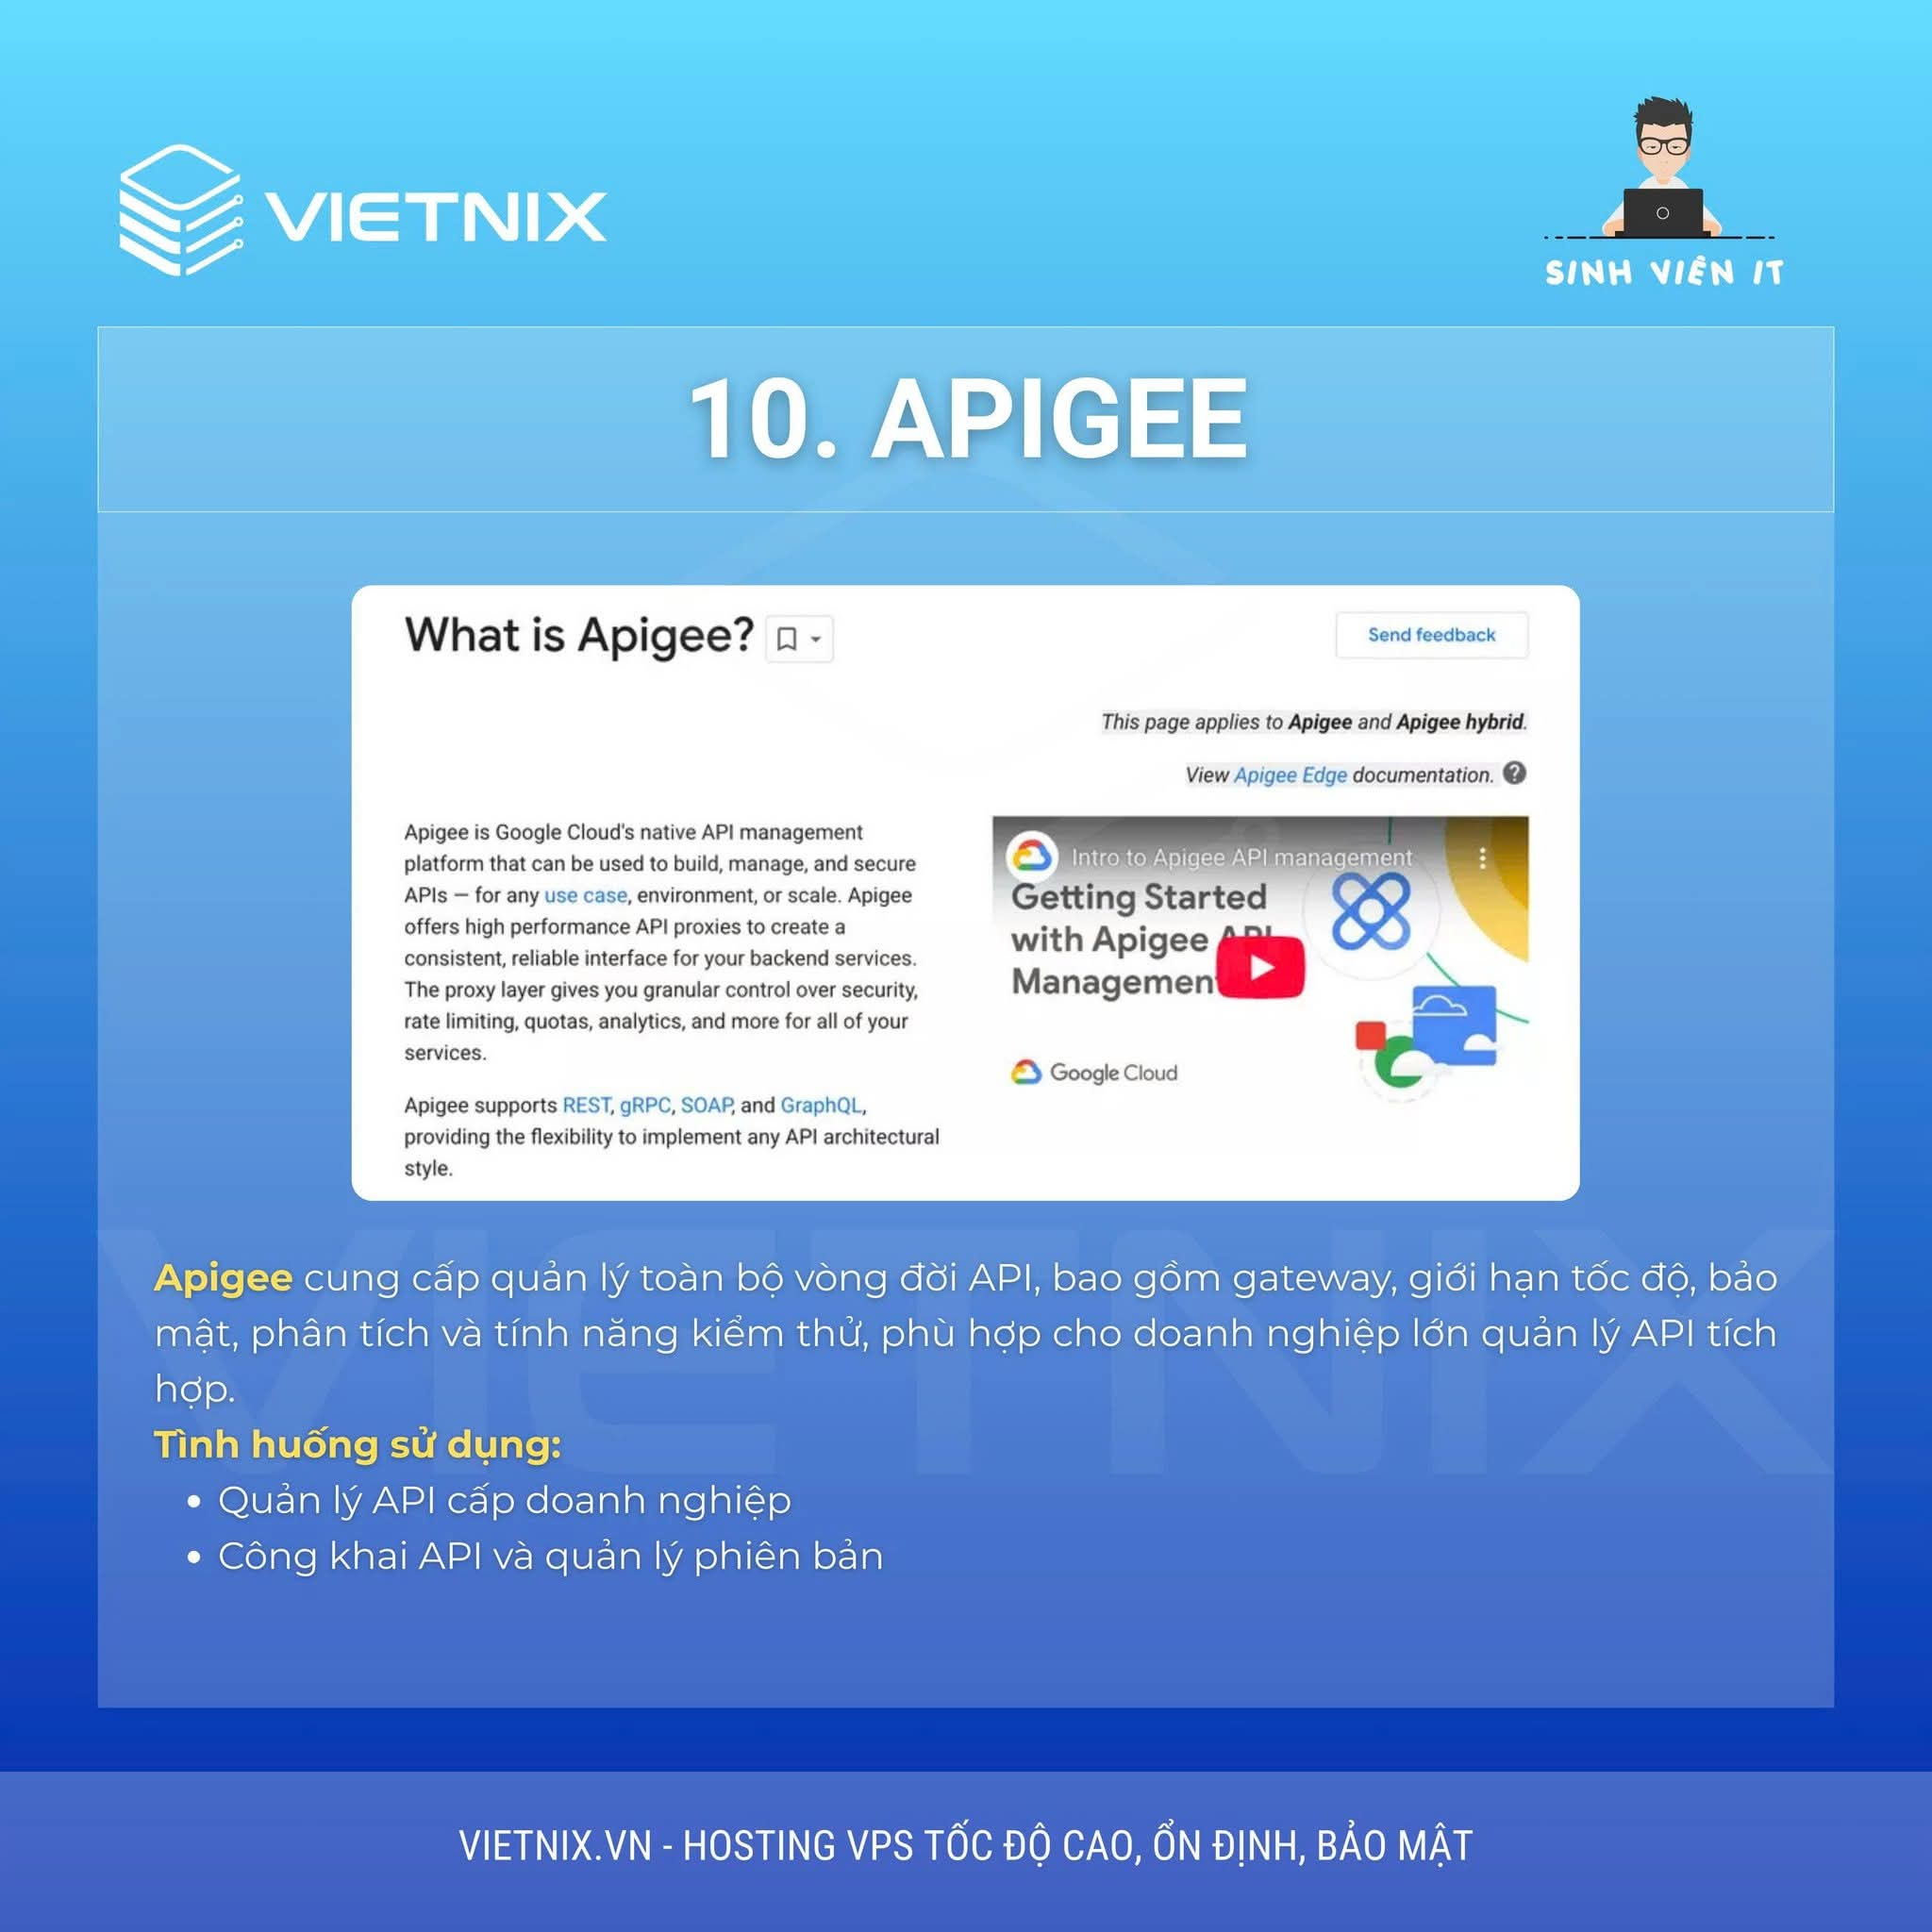 VIETNIX
SINH VIÊN IT
10. APIGEE
What is Apigee?
Send feedback
This page applies to Apigee and Apigee hybrid.
View Apigee Edge documentation.
Apigee is Google Cloud's native API management
platform that can be used to build, manage, and secure
APIs — for any use case, environment, or scale. Apigee
offers high performance API proxies to create a
consistent, reliable interface for your backend services.
The proxy layer gives you granular control over security,
rate limiting, quotas, analytics, and more for all of your
services.
Apigee supports REST, gRPC, SOAP, and GraphQL,
providing the flexibility to implement any API architectural
style.
Intro to Apigee API management
Getting Started
with Apigee API
Managemen
Google Cloud
Apigee cung cấp quản lý toàn bộ vòng đời API, bao gồm gateway, giới hạn tốc độ, bảo
mật, phân tích và tính năng kiểm thử, phù hợp cho doanh nghiệp lớn quản lý API tích
hợp.
Tình huống sử dụng:
• Quản lý API cấp doanh nghiệp
• Công khai API và quản lý phiên bản
VIETNIX
VIETNIX.VN - HOSTING VPS TỐC ĐỘ CAO, ỔN ĐỊNH, BẢO MẬT